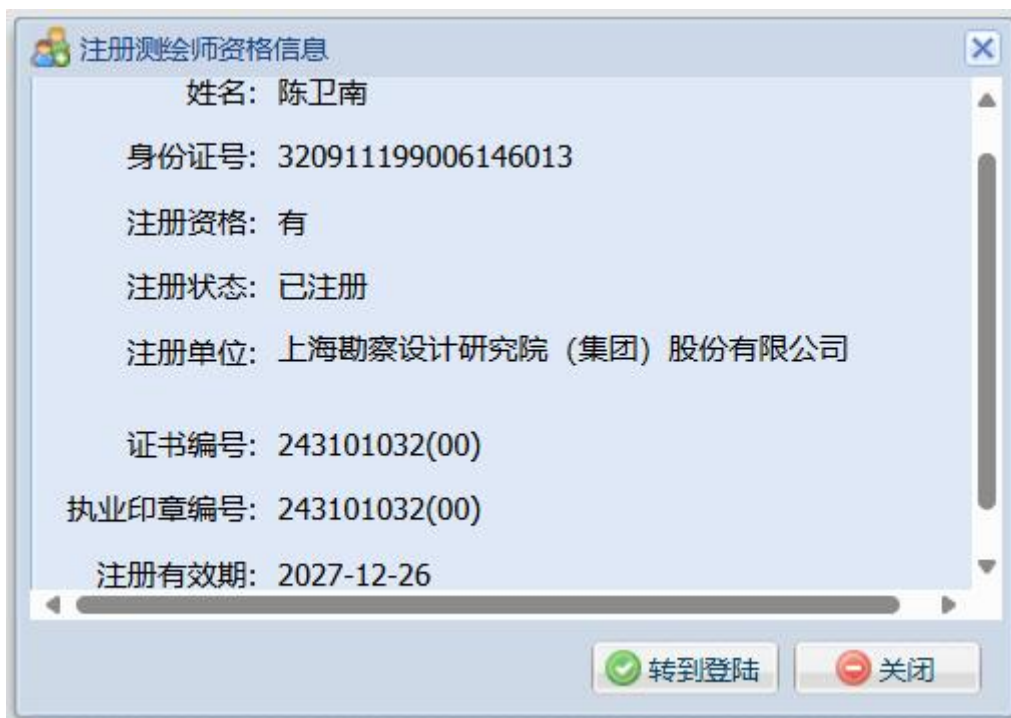 注册测绘师资格信息
姓名: 陈卫南
身份证号: 320911199006146013
注册资格: 有
注册状态: 已注册
注册单位: 上海勘察设计研究院 (集团) 股份有限公司
证书编号: 243101032(00)
执业印章编号: 243101032(00)
注册有效期: 2027-12-26
转到登陆 关闭